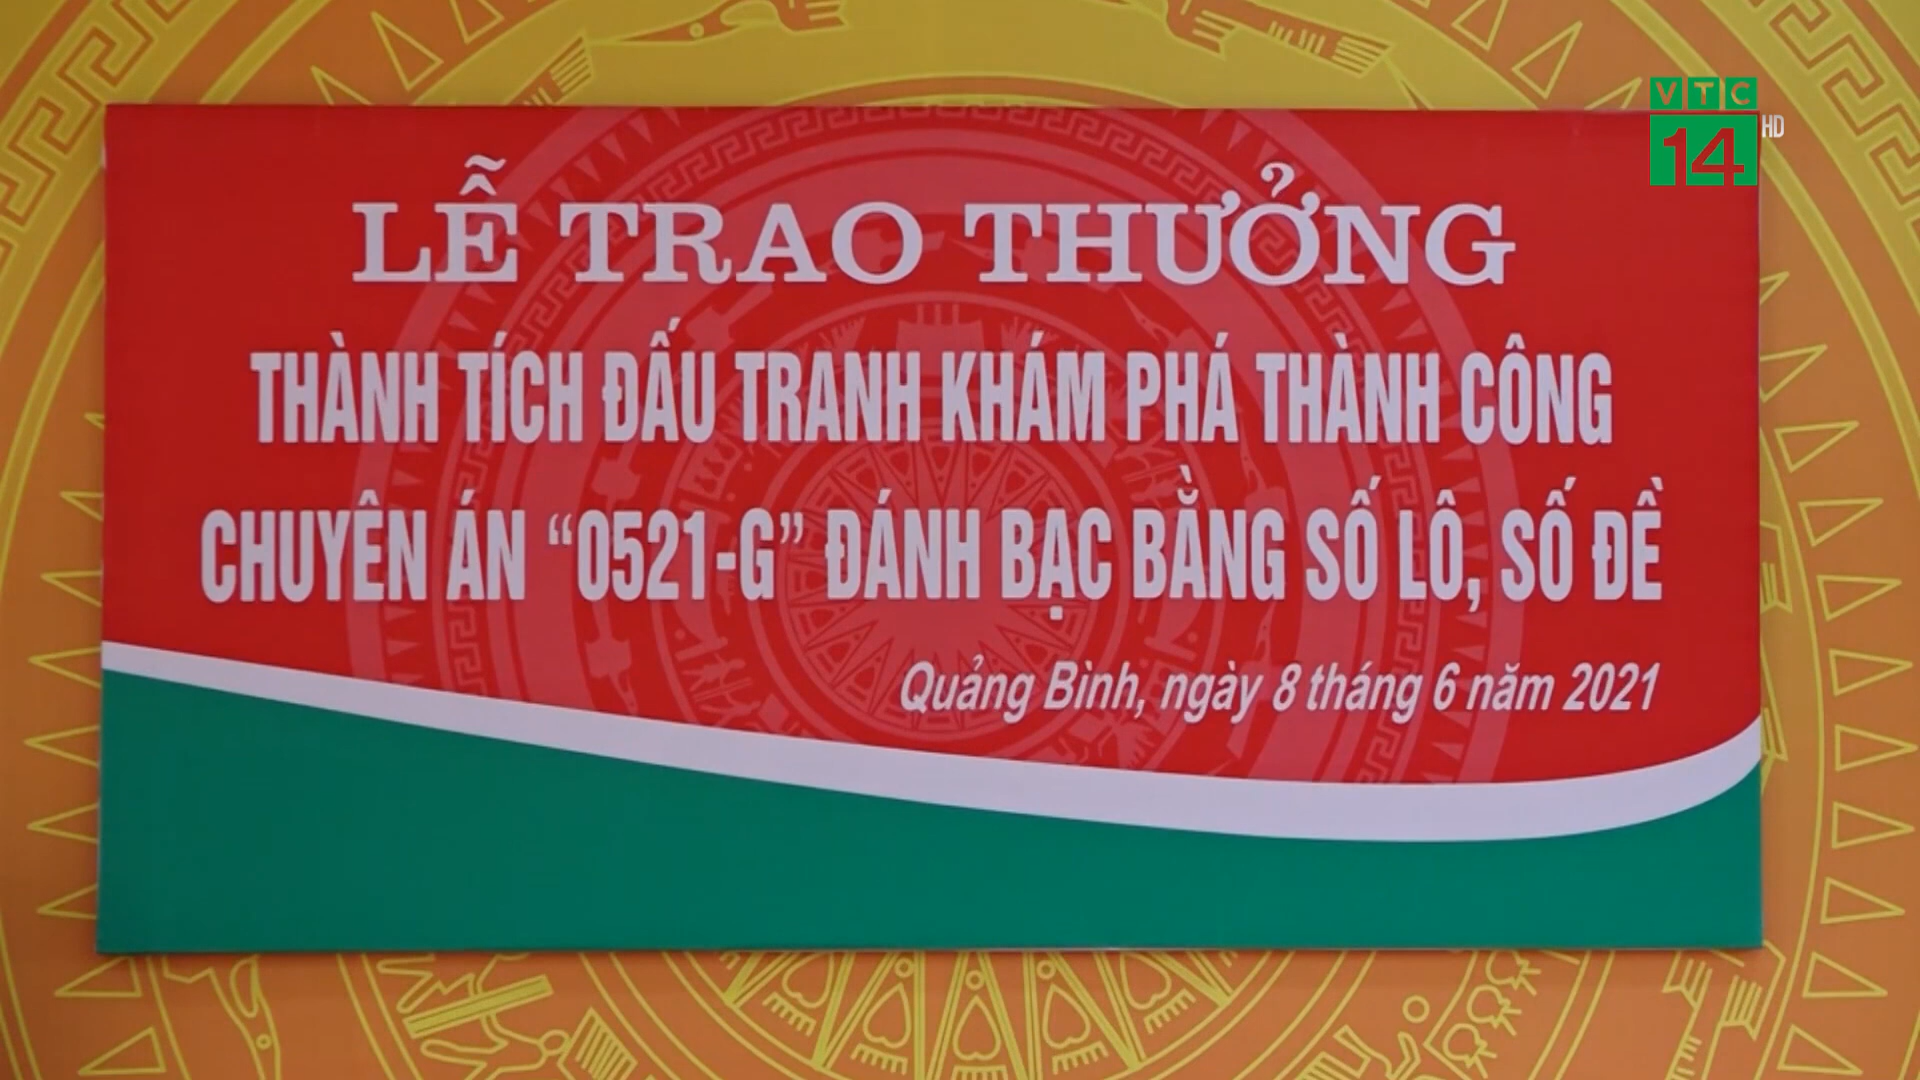 VTC
14 HD
LỄ TRAO THƯỞNG
THÀNH TÍCH ĐẤU TRANH KHÁM PHÁ THÀNH CÔNG
CHUYÊN ÁN “0521-G” ĐÁNH BẠC BẰNG SỐ LÔ, SỐ ĐỀ
Quảng Bình, ngày 8 tháng 6 năm 2021